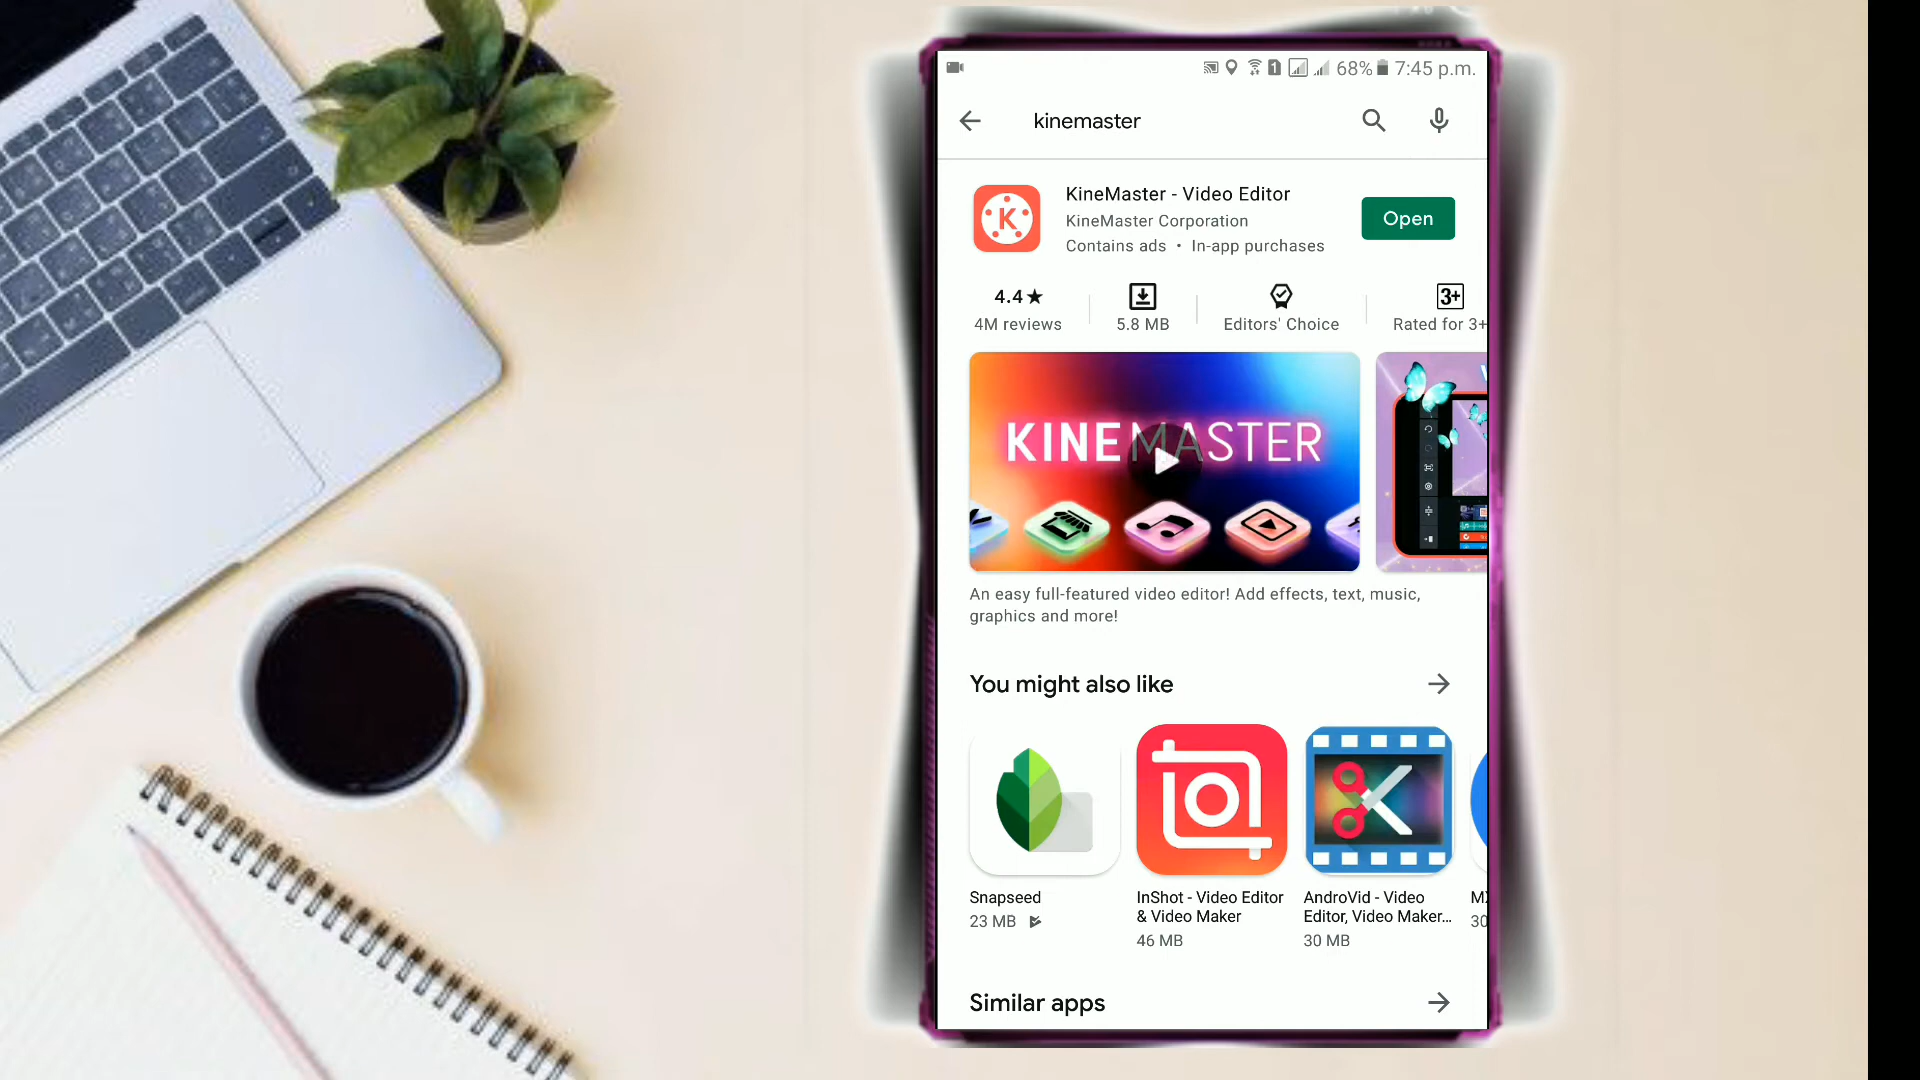 68% 7:45 p.m.
kinemaster
KineMaster - Video Editor
KineMaster Corporation
Contains ads • In-app purchases
Open
4.4★
4M reviews
5.8 MB
Editors' Choice
3+
Rated for 3+
KINEMASTER
An easy full-featured video editor! Add effects, text, music,
graphics and more!
You might also like
Snapseed
23 MB
InShot - Video Editor
& Video Maker
46 MB
AndroVid - Video
Editor, Video Maker...
30 MB
30
Similar apps